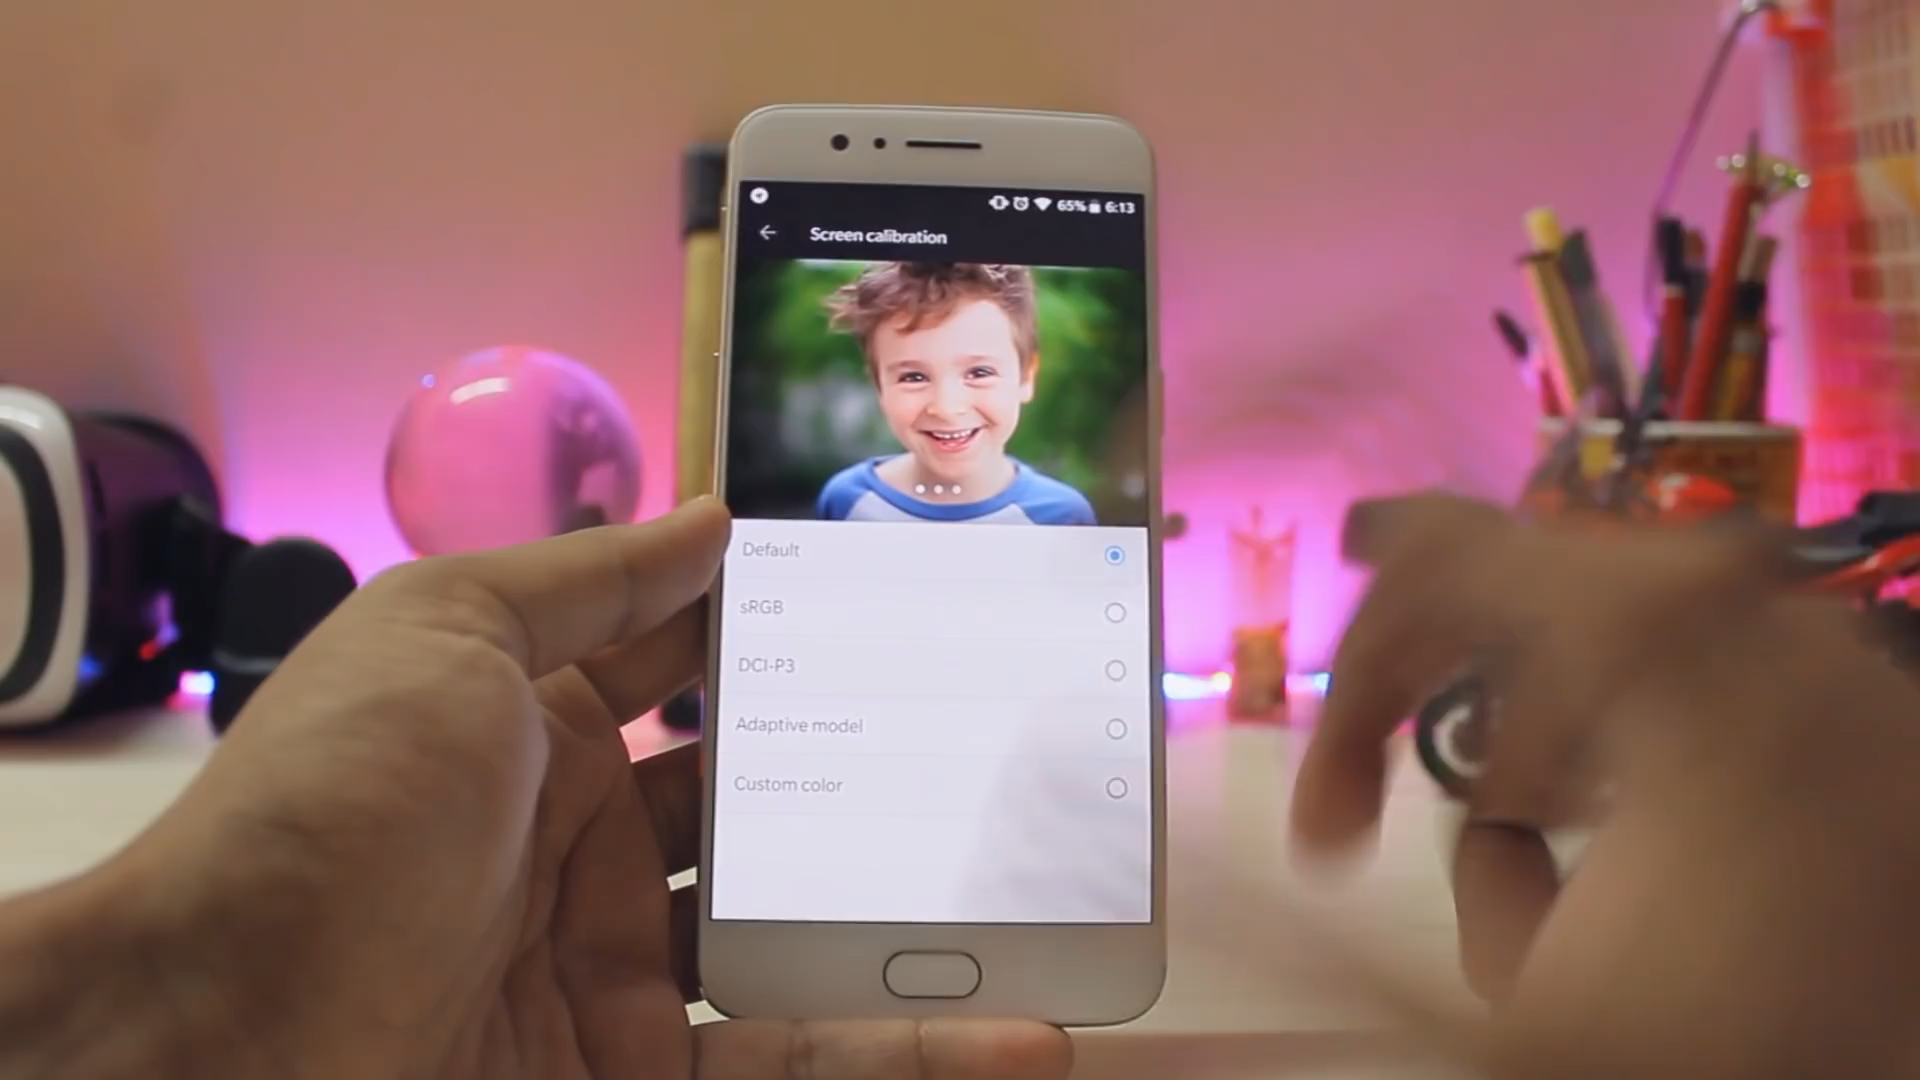 65% 6:13
Screen calibration
Default
sRGB
DCI-P3
Adaptive model
Custom color